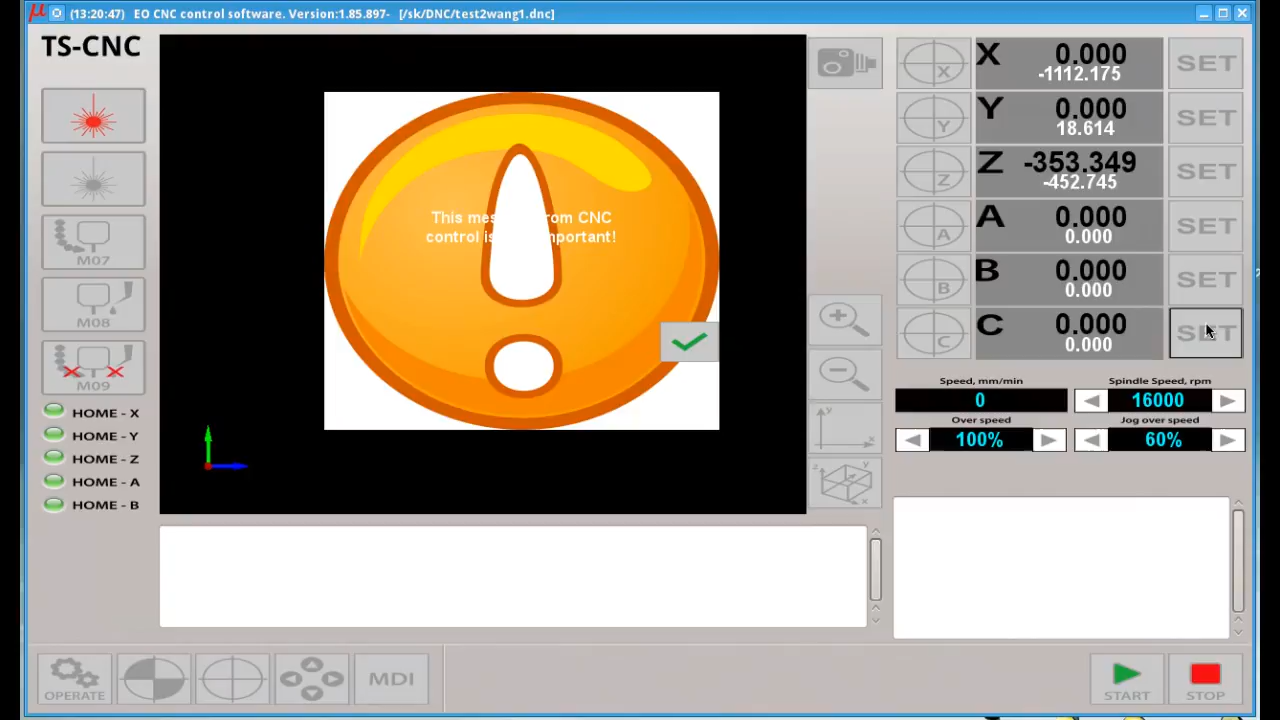 (13:20:47) EO CNC control software. Version:1.85.897- [/sk/DNC/test2wang1.dnc]
TS-CNC
M07
M08
M09
HOME - X
HOME - Y
HOME - Z
HOME - A
HOME - B
This mes from CNC
control is important!
y
x
z
y
x
X
X
0.000
-1112.175
SET
Y
Y
0.000
18.614
SET
Z
Z
-353.349
-452.745
SET
A
A
0.000
0.000
SET
B
B
0.000
0.000
SET
C
C
0.000
0.000
SET
Speed, mm/min
0
Spindle Speed, rpm
16000
Over speed
100%
Jog over speed
60%
OPERATE
MDI
START
STOP